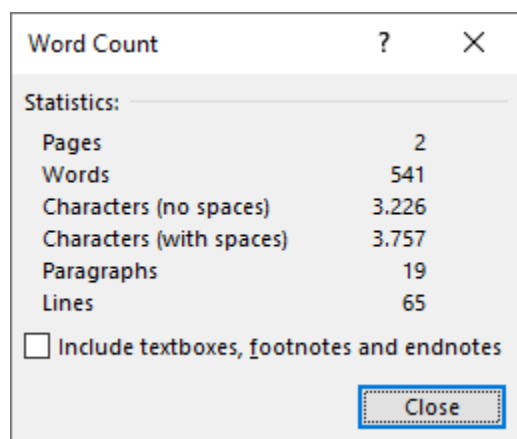 Word Count ?
Statistics:
Pages 2
Words 541
Characters (no spaces) 3.226
Characters (with spaces) 3.757
Paragraphs 19
Lines 65
Include textboxes, footnotes and endnotes
Close